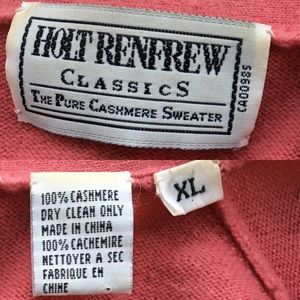 HOLT RENFREW
CLASSICS
THE PURE CASHMERE SWEATER
CA00985
100% CASHMERE
DRY CLEAN ONLY
MADE IN CHINA
100% CACHEMIRE
NETTOYER A SEC
FABRIQUE EN
CHINE
XL